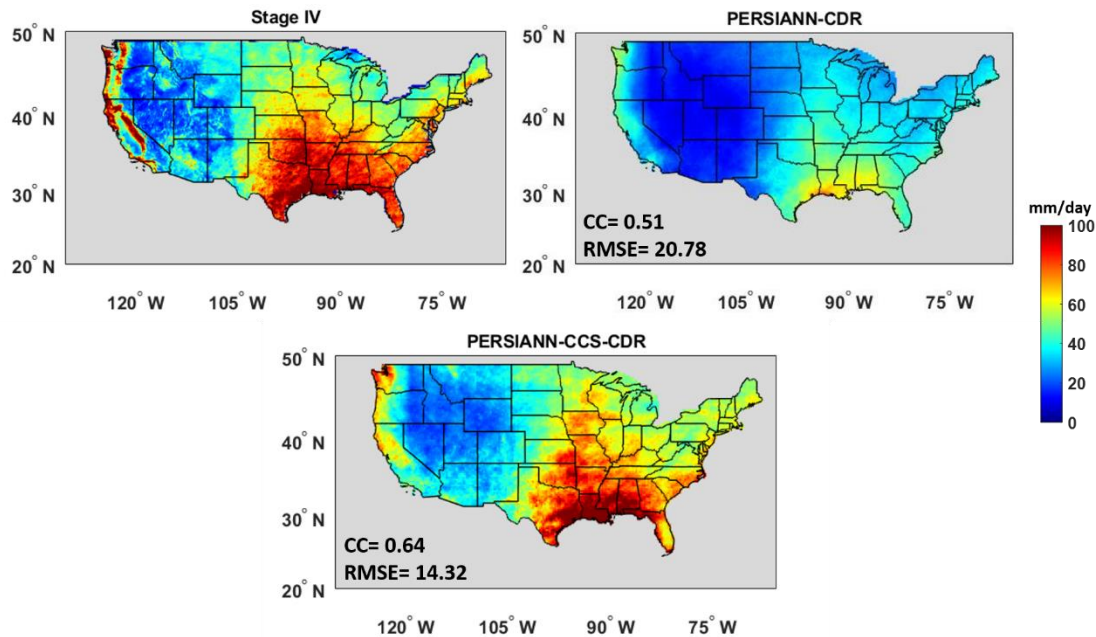 Stage IV
50° N
40° N
30° N
20° N
120° W 105° W 90° W 75° W
PERSIANN-CDR
50° N
40° N
30° N
20° N
CC= 0.51
RMSE= 20.78
120° W 105° W 90° W 75° W
mm/day
100
80
60
40
20
0
PERSIANN-CCS-CDR
50° N
40° N
30° N
20° N
CC= 0.64
RMSE= 14.32
120° W 105° W 90° W 75° W